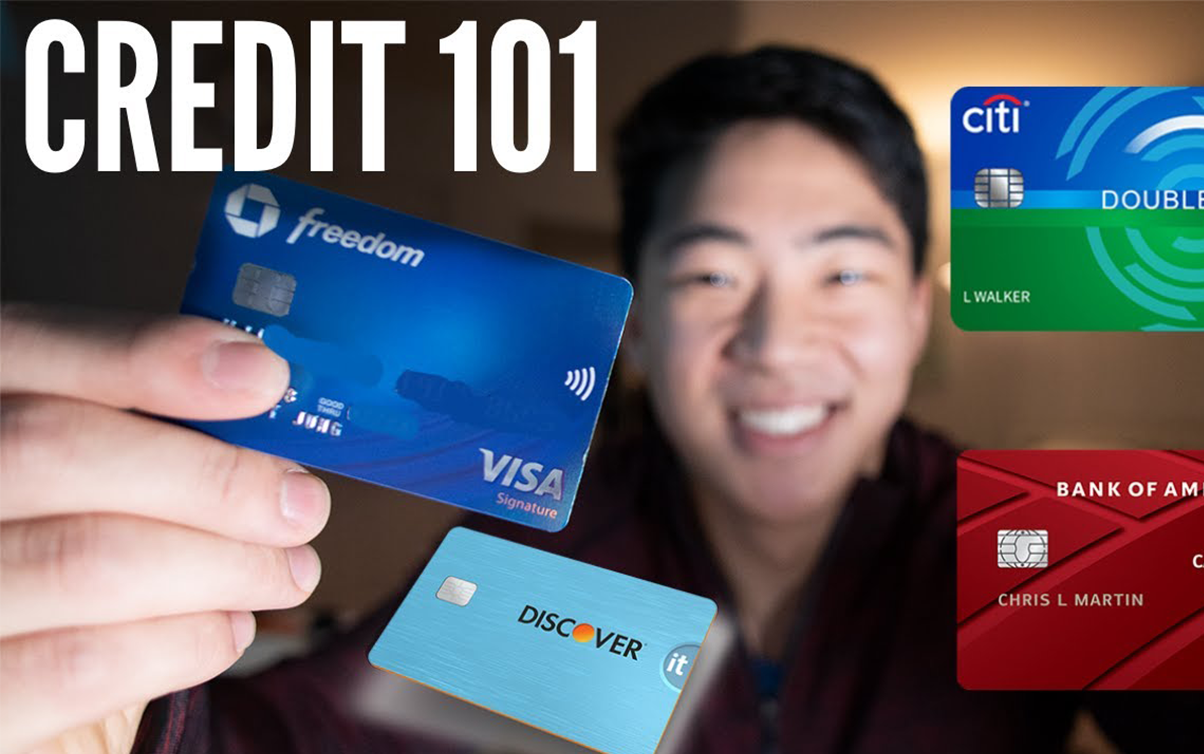 CREDIT 101
freedom
GOOD
THRU
JUNG
VISA
Signature
DISCOVER
it
citi
DOUBLE
L WALKER
BANK OF AM
CHRIS L MARTIN